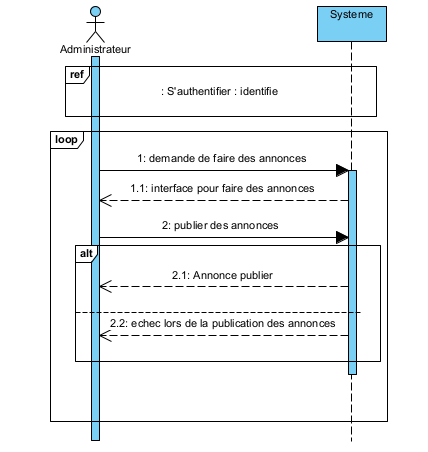 Systeme
Administrateur
ref
: S'authentifier : identifie
loop
1: demande de faire des annonces
1.1: interface pour faire des annonces
2: publier des annonces
alt
2.1: Annonce publier
2.2: echec lors de la publication des annonces